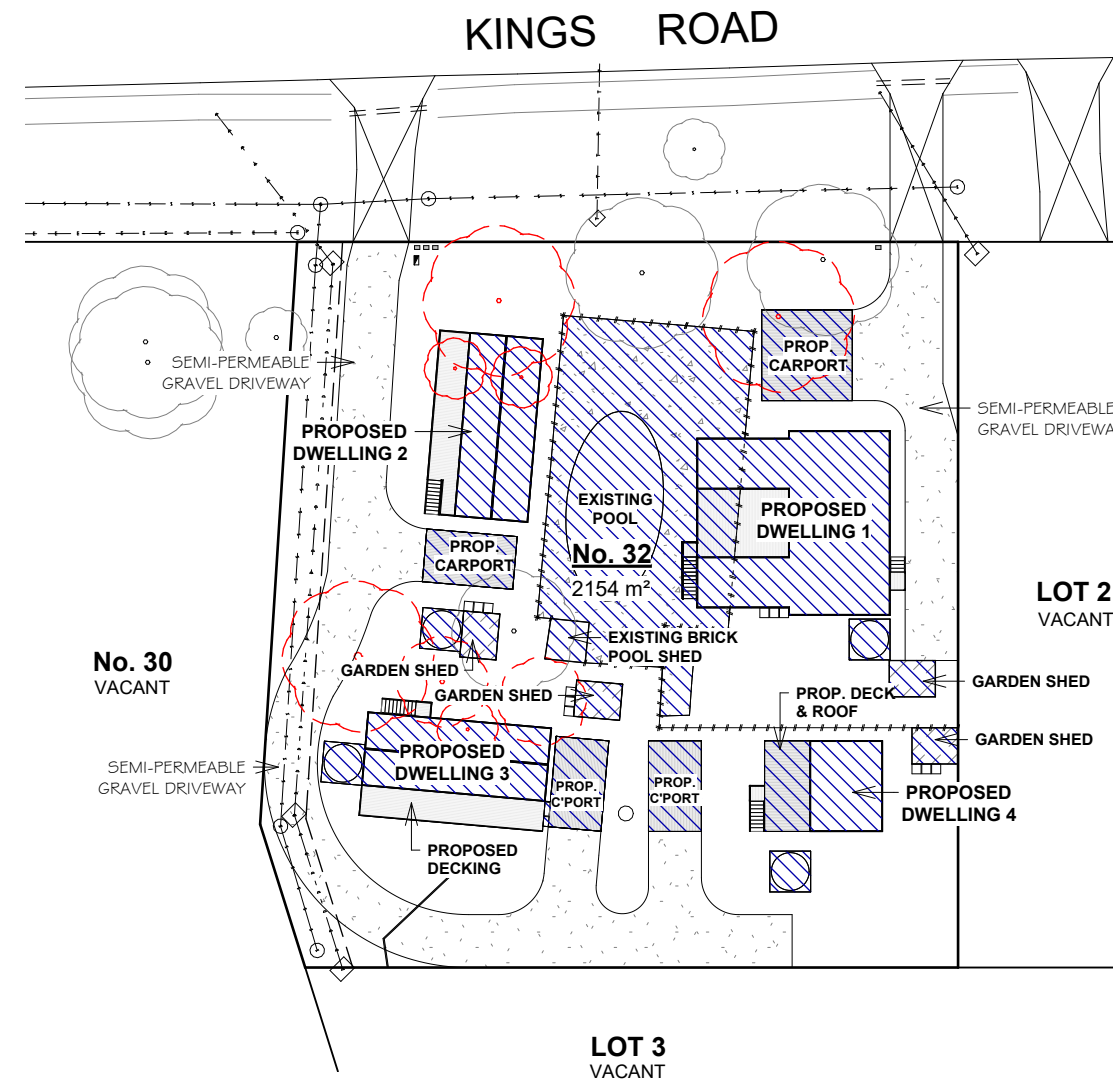 KINGS ROAD
PROP.
CARPORT
SEMI-PERMEABLE
GRAVEL DRIVEWAY
SEMI-PERMEABLE
GRAVEL DRIVEWA
PROPOSED
DWELLING 2
EXISTING
POOL
PROPOSED
DWELLING 1
No. 32
2154 m²
PROP.
CARPORT
LOT 2
VACANT
EXISTING BRICK
POOL SHED
No. 30
VACANT
GARDEN SHED
GARDEN SHED
GARDEN SHED
PROP. DECK
& ROOF
GARDEN SHED
PROPOSED
DWELLING 3
SEMI-PERMEABLE
GRAVEL DRIVEWAY
PROP.
C'PORT
PROP.
C'PORT
PROPOSED
DWELLING 4
PROPOSED
DECKING
LOT 3
VACANT